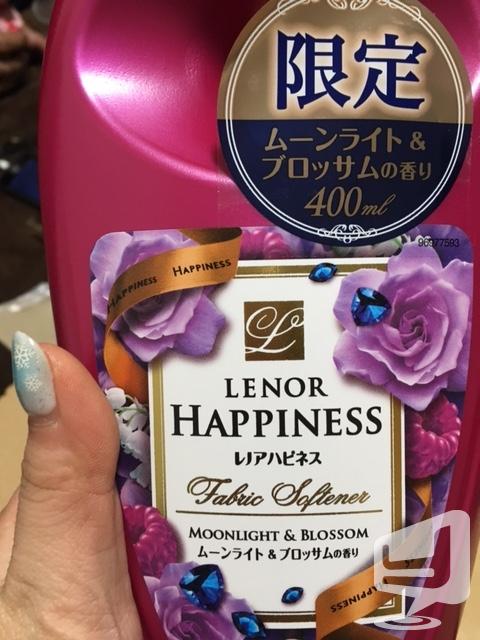 限定
ムーンライト &
ブロッサムの香り
400ml
96977593
HAPPINESS HAPPINESS
L
LENOR
HAPPINESS
レノアハピネス
Fabric Softener
MOONLIGHT & BLOSSOM
ムーンライト & ブロッサムの香り
HAPPINESS